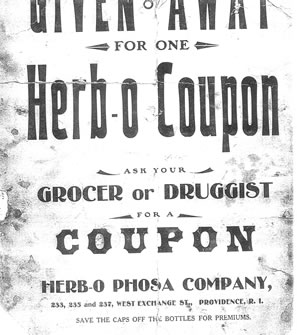 GIVEN AWAY
FOR ONE
Herb-o Coupon
ASK YOUR
GROCER or DRUGGIST
FOR A
COUPON
HERB-O PHOSA COMPANY,
233, 235 and 237, WEST EXCHANGE ST., PROVIDENCE, R. I.
SAVE THE CAPS OFF THE BOTTLES FOR PREMIUMS.